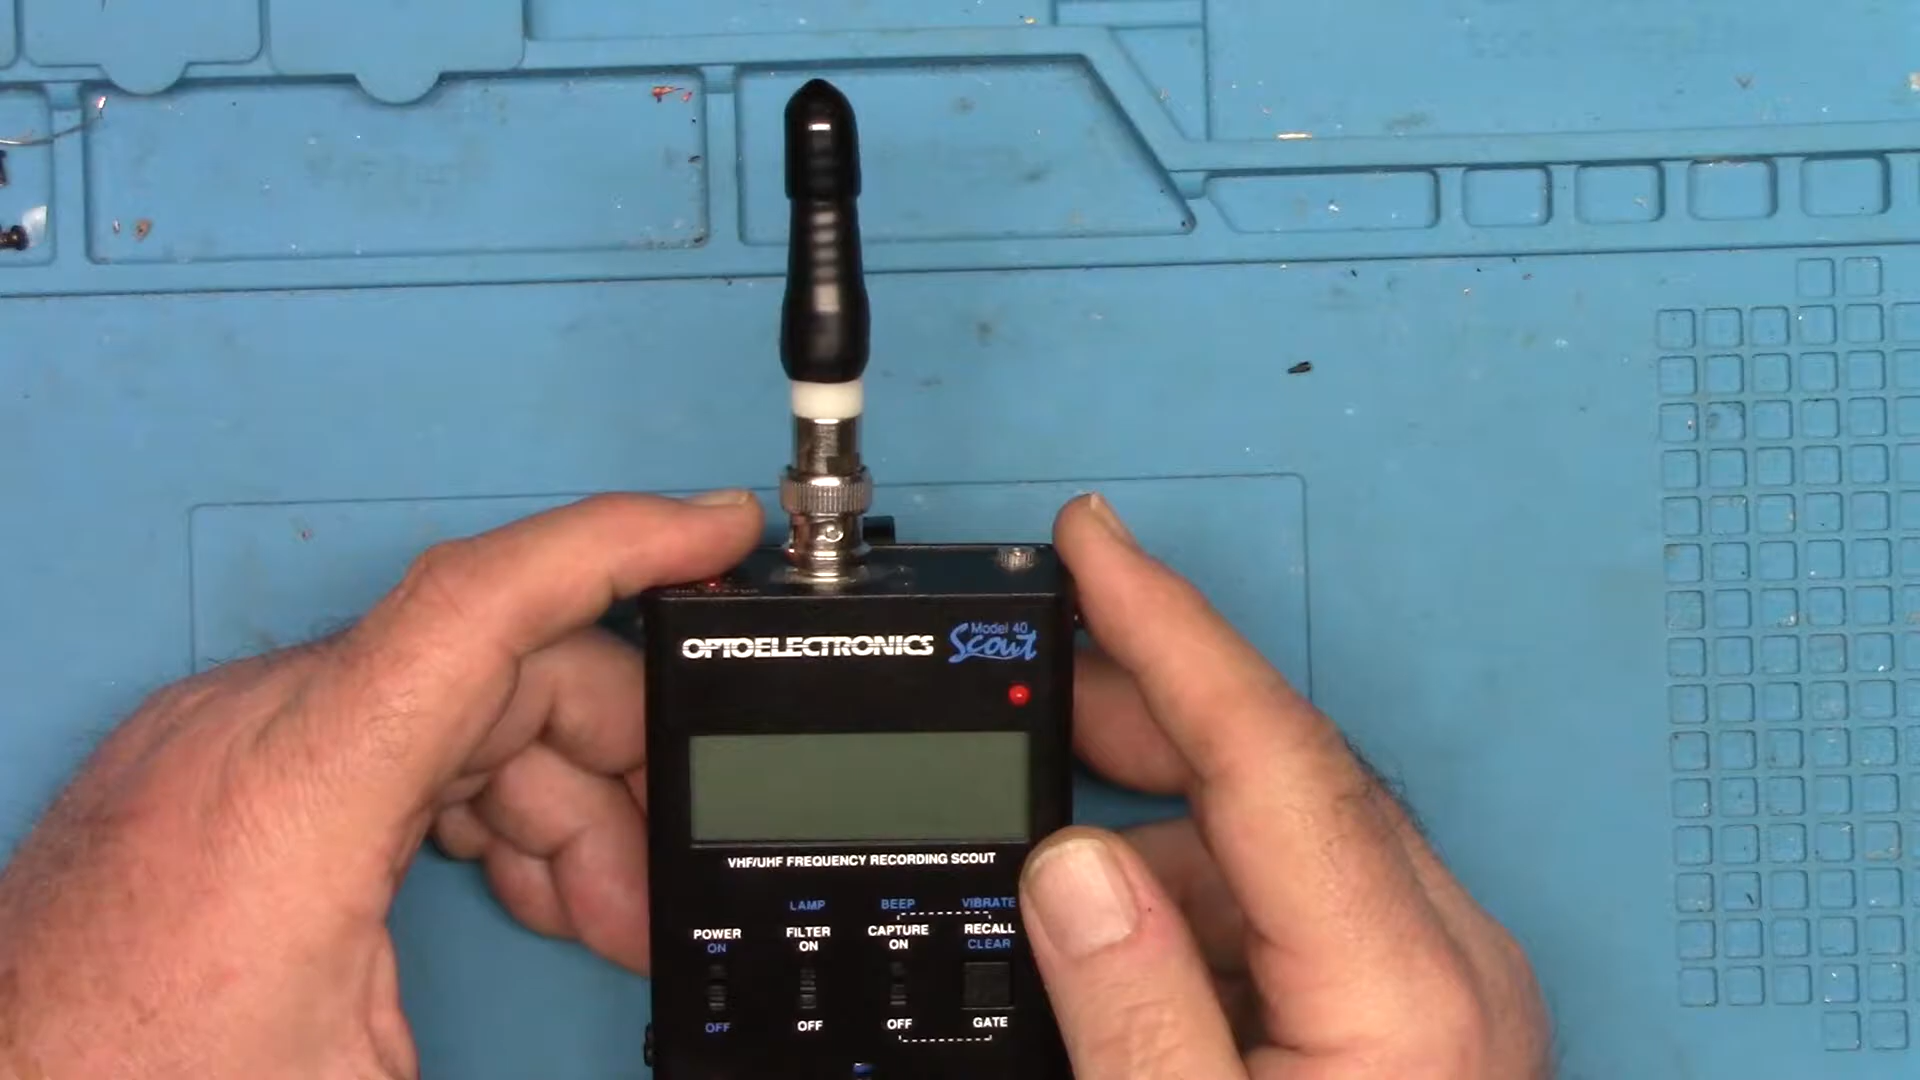 OPTOELECTRONICS
Model 40
Scout
VHF/UHF FREQUENCY RECORDING SCOUT
LAMP BEEP VIBRATE
POWER FILTER CAPTURE RECALL
ON ON ON CLEAR
OFF OFF OFF GATE